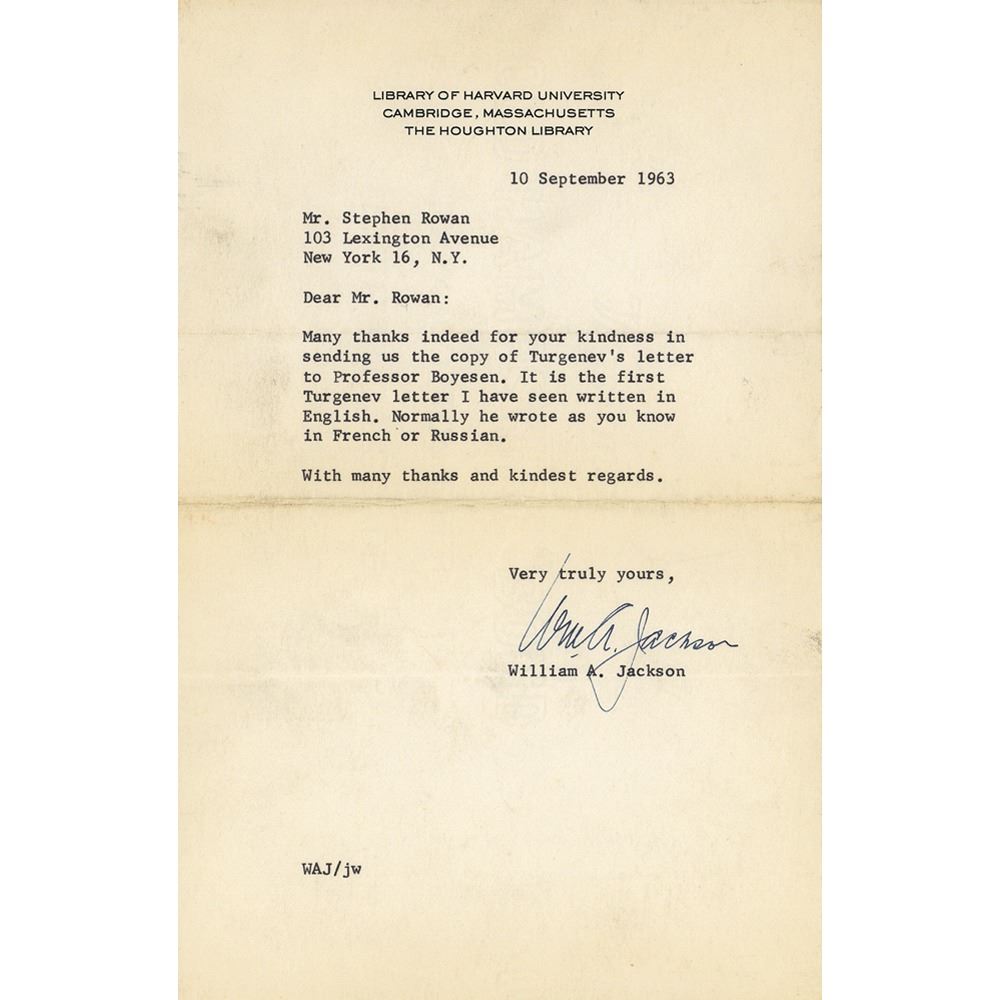 LIBRARY OF HARVARD UNIVERSITY
CAMBRIDGE, MASSACHUSETTS
THE HOUGHTON LIBRARY
10 September 1963
Mr. Stephen Rowan
103 Lexington Avenue
New York 16, N.Y.
Dear Mr. Rowan:
Many thanks indeed for your kindness in
sending us the copy of Turgenev's letter
to Professor Boyesen. It is the first
Turgenev letter I have seen written in
English. Normally he wrote as you know
in French or Russian.
With many thanks and kindest regards.
Very truly yours,
Wm A. Jackson
William A. Jackson
WAJ/jw